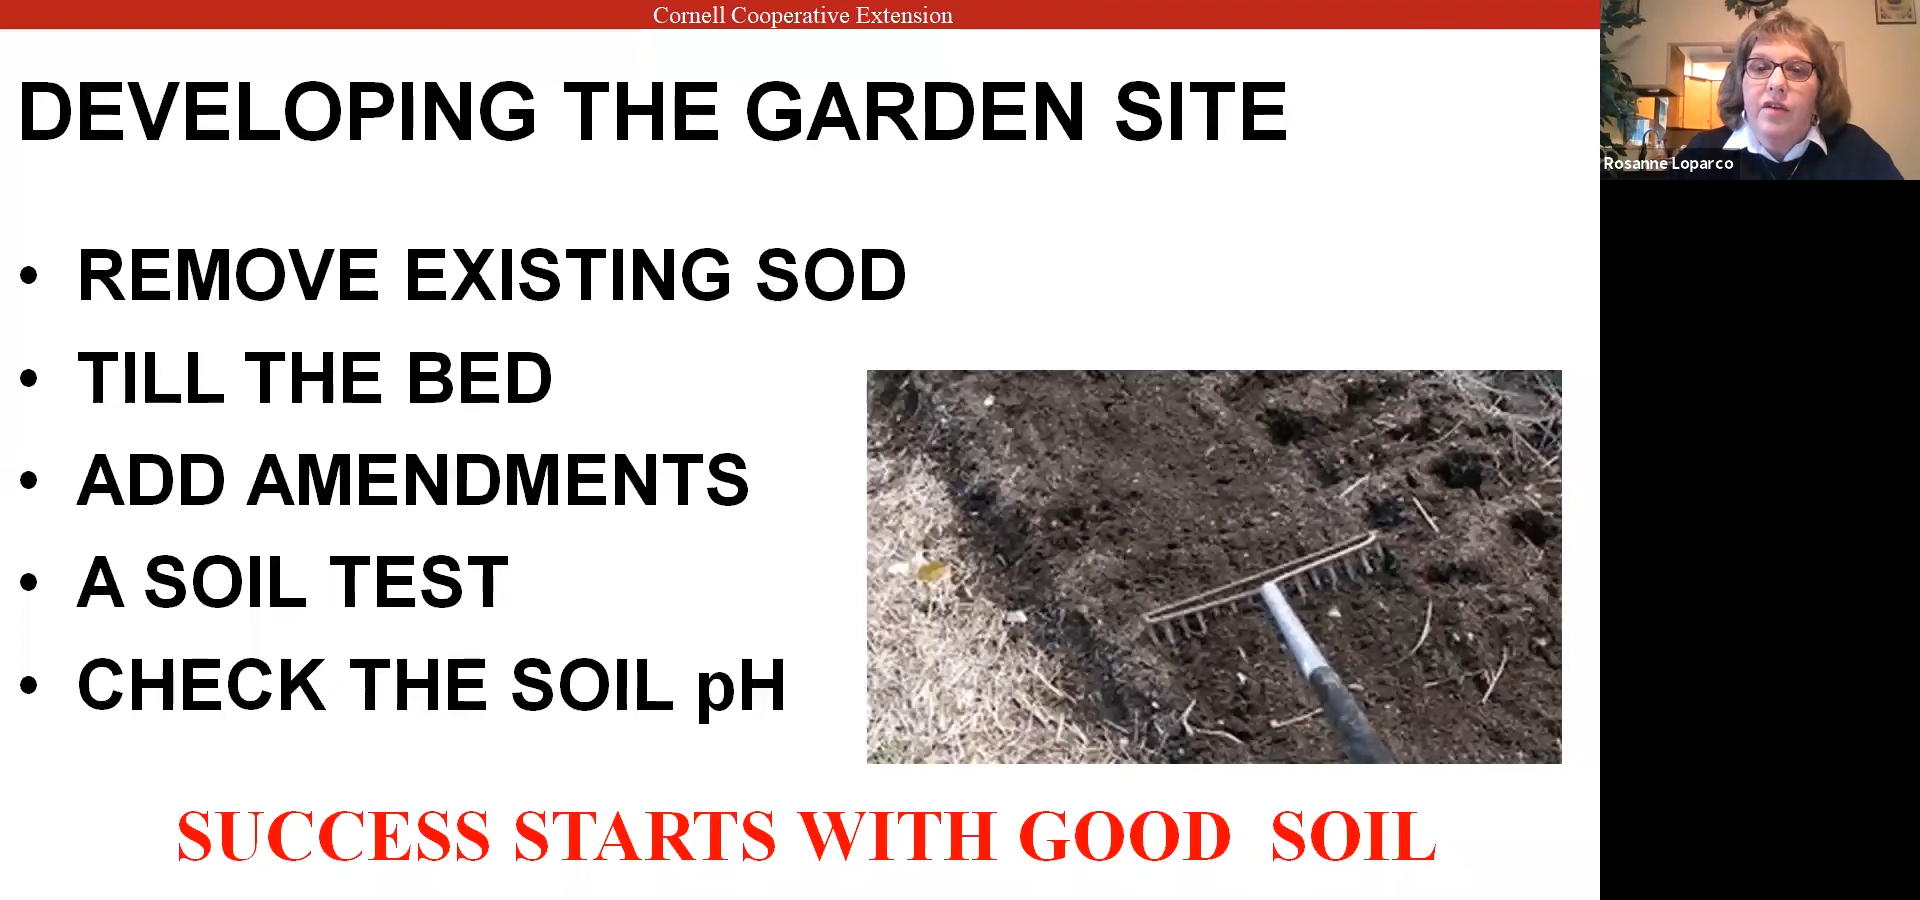 Cornell Cooperative Extension
DEVELOPING THE GARDEN SITE
• REMOVE EXISTING SOD
• TILL THE BED
• ADD AMENDMENTS
• A SOIL TEST
• CHECK THE SOIL pH
SUCCESS STARTS WITH GOOD SOIL
Rosanne Loparco